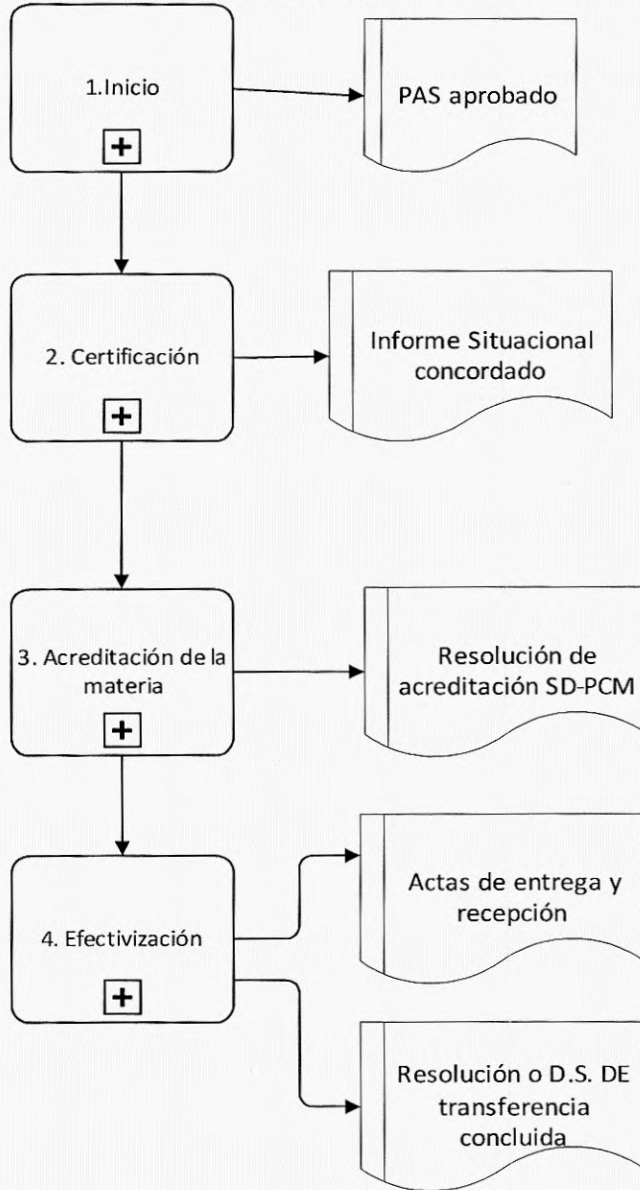 1.Inicio
PAS aprobado
2. Certificación
Informe Situacional
concordado
3. Acreditación de la
materia
Resolución de
acreditación SD-PCM
4. Efectivización
Actas de entrega y
recepción
Resolución o D.S. DE
transferencia
concluida